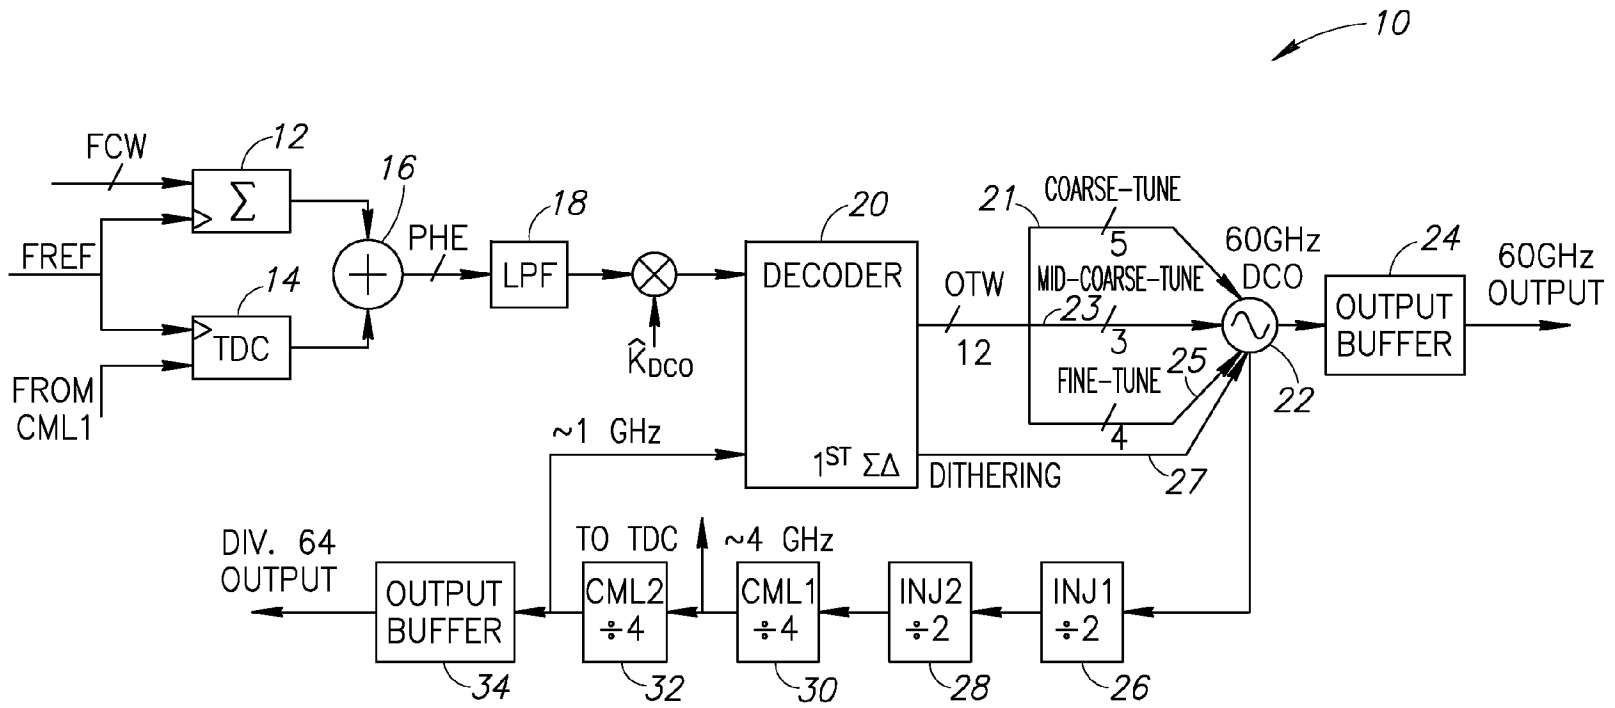 10
FCW
12
Σ
FREF
16
+
14
TDC
FROM
CML1
PHE
18
LPF
K̂DCO
20
DECODER
1ST ΣΔ
OTW
12
21
COARSE-TUNE
5
MID-COARSE-TUNE
23
3
FINE-TUNE
25
4
DITHERING
27
60GHz
DCO
22
24
OUTPUT
BUFFER
60GHz
OUTPUT
~1 GHz
DIV. 64
OUTPUT
OUTPUT
BUFFER
34
TO TDC
~4 GHz
CML2
÷4
32
CML1
÷4
30
INJ2
÷2
28
INJ1
÷2
26